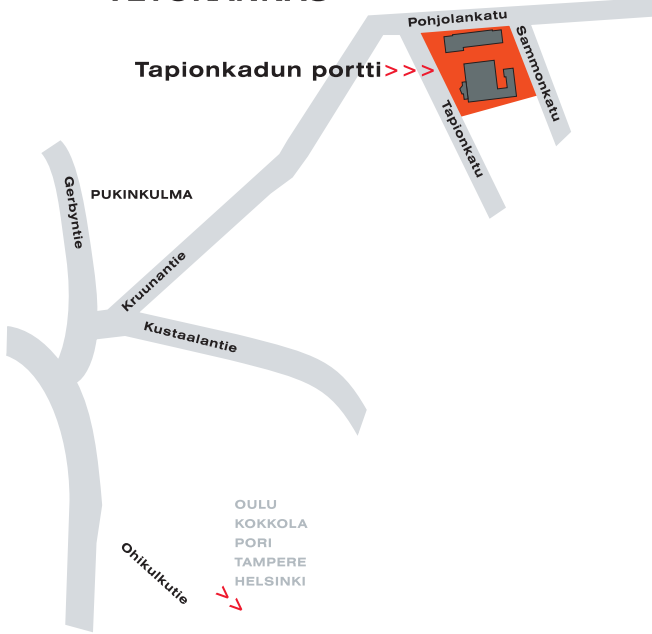 Pohjolankatu
Sammonkatu
Tapionkadun portti>>>
Tapionkatu
Gerbyntie
PUKINKULMA
Kruunantie
Kustaalantie
OULU
KOKKOLA
PORI
TAMPERE
HELSINKI
Ohikulkutie
>>